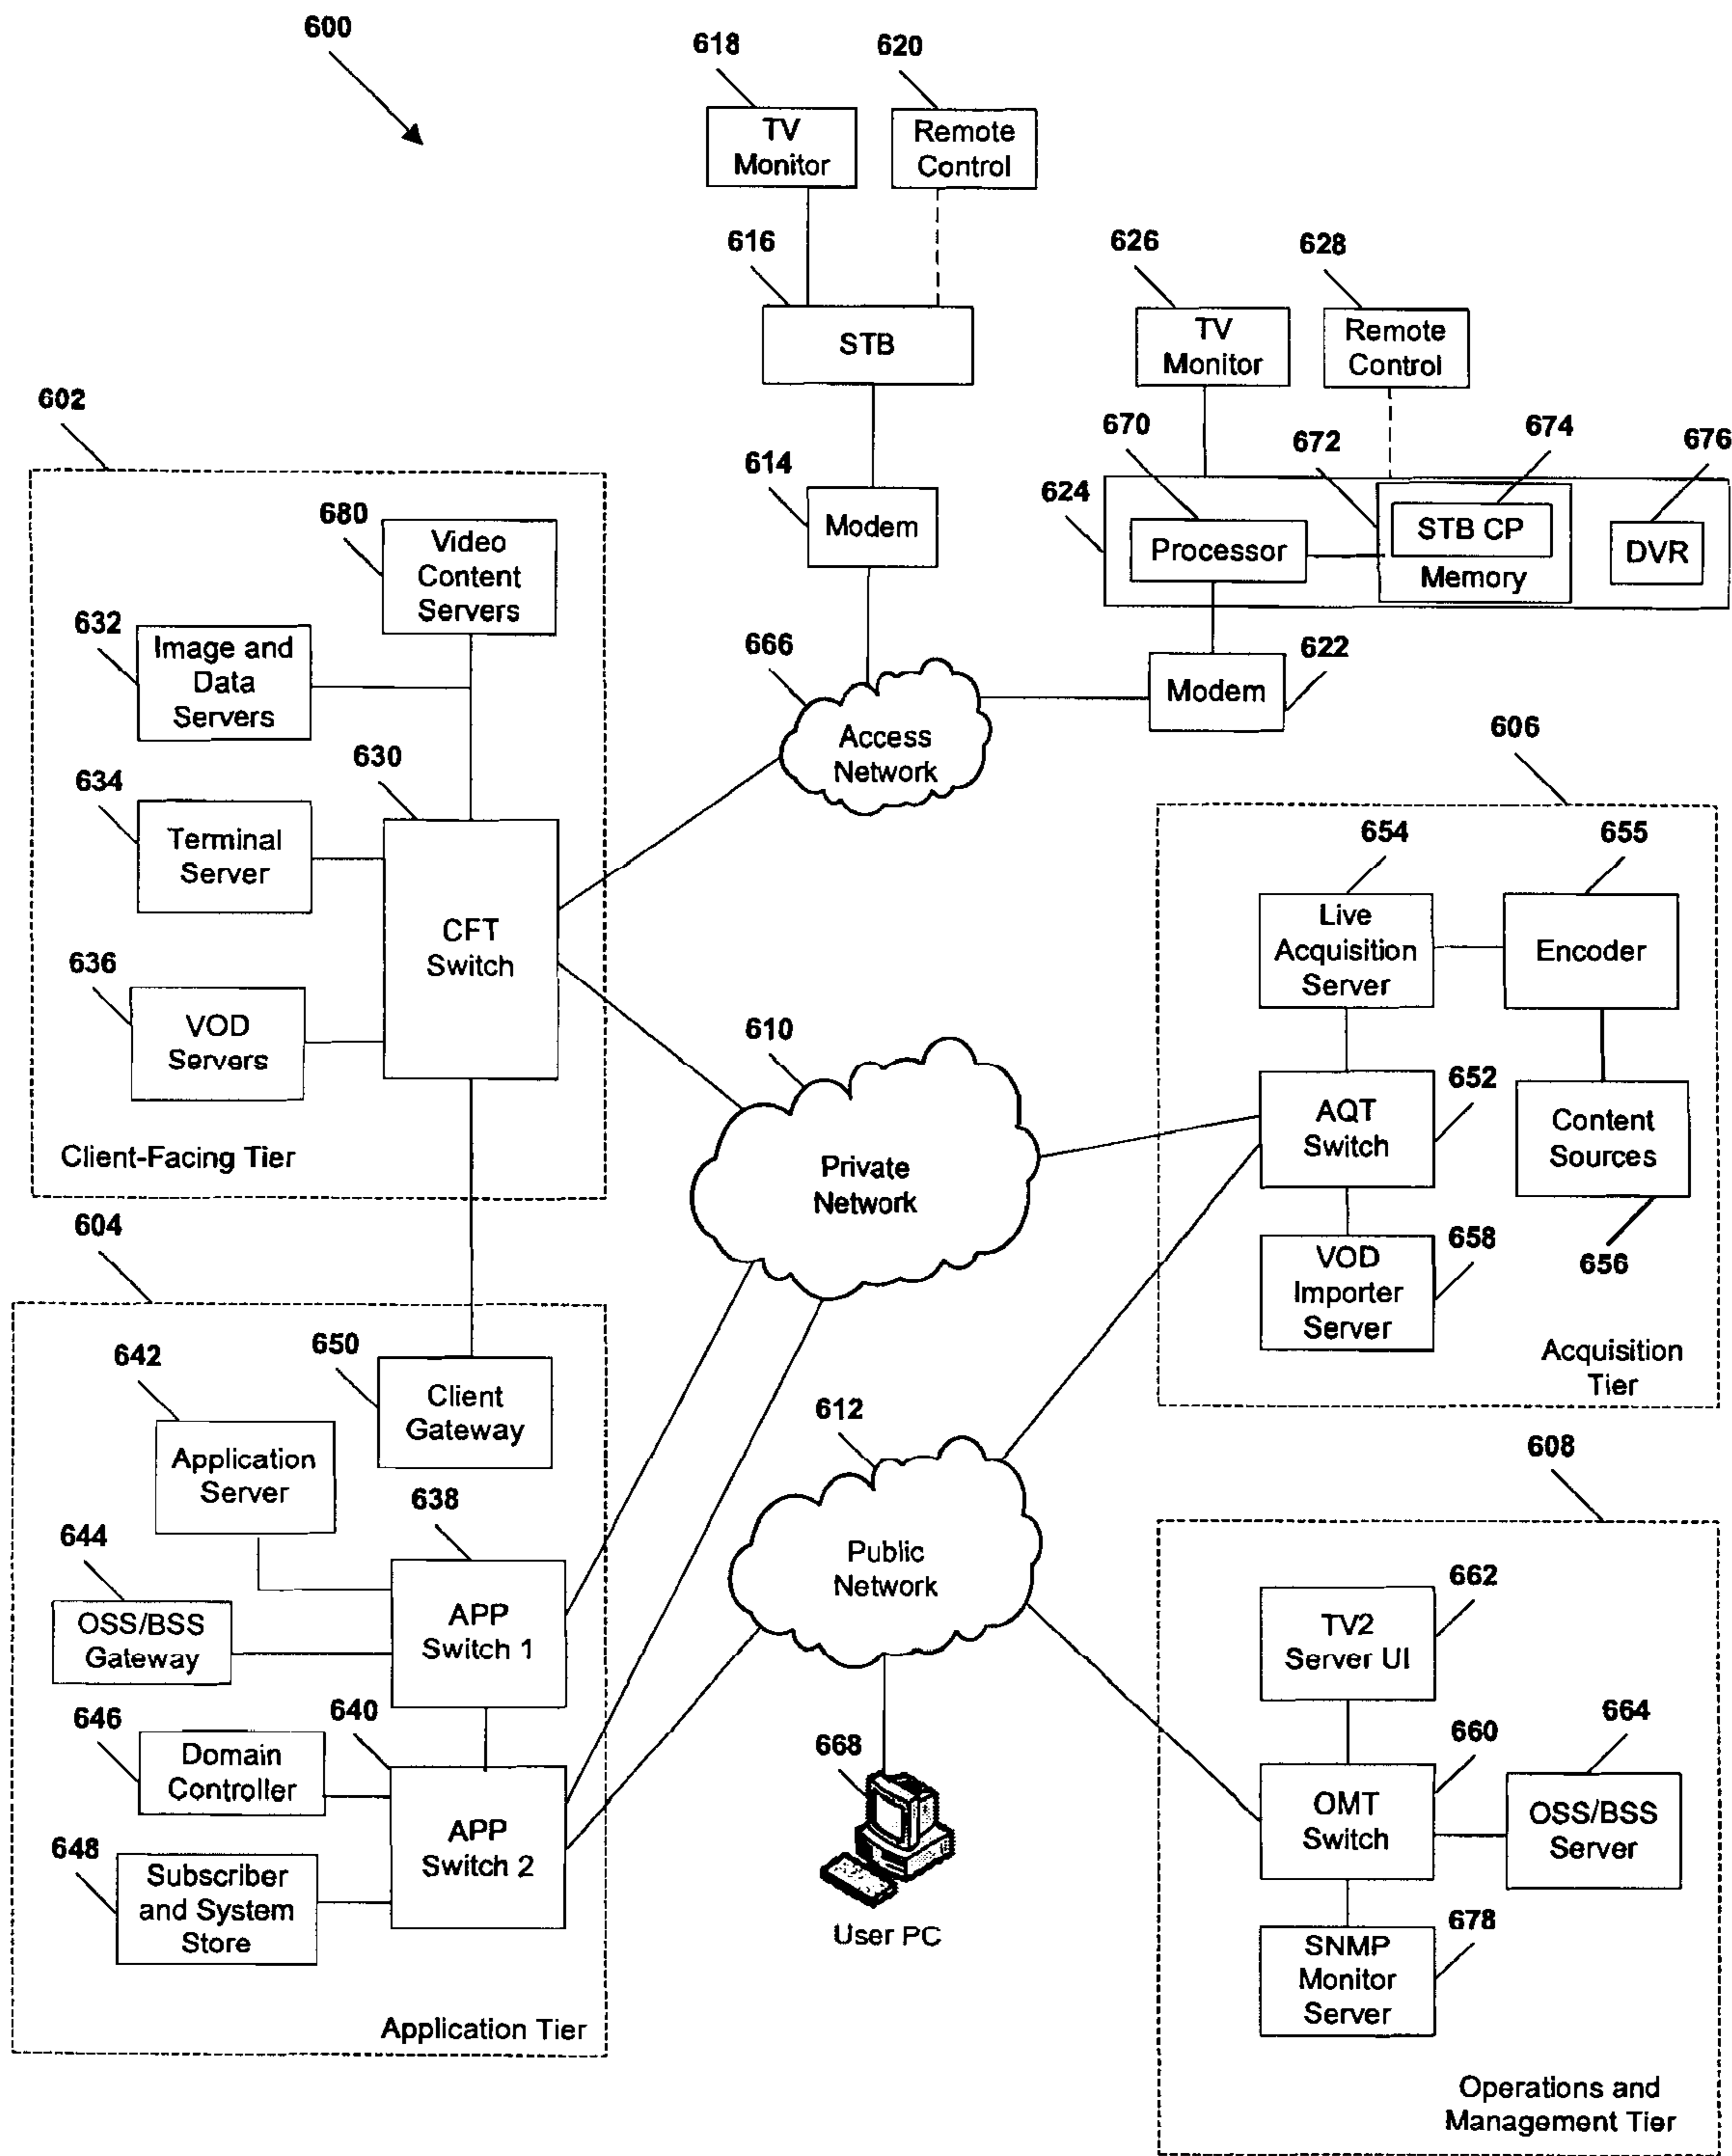 600
618
620
TV
Monitor
Remote
Control
616
STB
626
628
TV
Monitor
Remote
Control
602
670
672
674
676
614
Modem
624
Processor
STB CP
Memory
DVR
680
Video
Content
Servers
632
Image and
Data
Servers
666
Access
Network
Modem
622
634
Terminal
Server
630
CFT
Switch
636
VOD
Servers
Client-Facing Tier
606
654
655
Live
Acquisition
Server
Encoder
610
Private
Network
AQT
Switch
652
Content
Sources
656
VOD
Importer
Server
658
Acquisition
Tier
604
642
650
Client
Gateway
Application
Server
638
644
OSS/BSS
Gateway
APP
Switch 1
646
Domain
Controller
640
APP
Switch 2
648
Subscriber
and System
Store
Application Tier
612
Public
Network
668
User PC
608
662
TV2
Server UI
660
664
OMT
Switch
OSS/BSS
Server
678
SNMP
Monitor
Server
Operations and
Management Tier